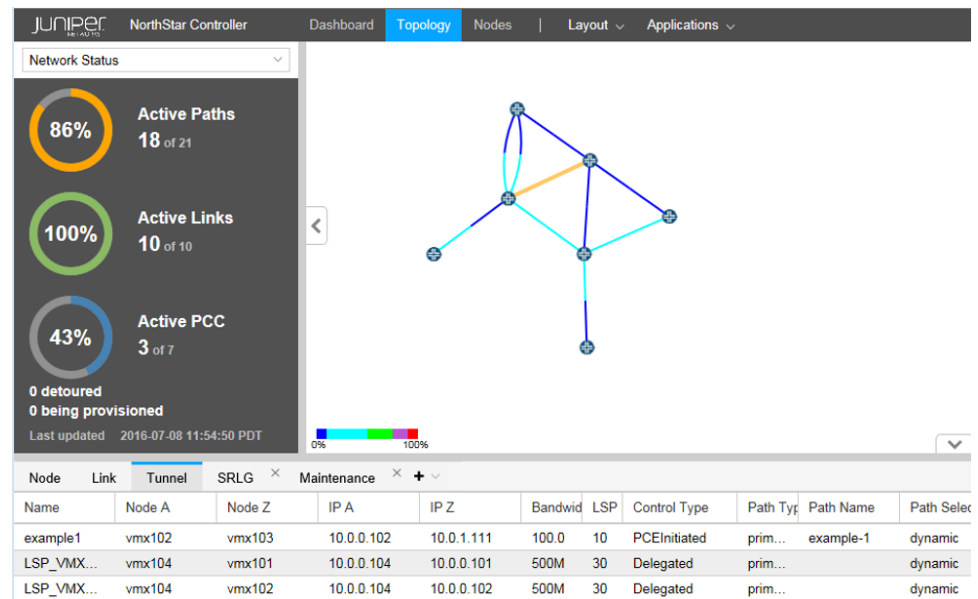 JUNIPER NorthStar Controller Dashboard Topology Nodes | Layout Applications
NETWORKS
Network Status
86% Active Paths
18 of 21
100% Active Links
10 of 10
43% Active PCC
3 of 7
0 detoured
0 being provisioned
Last updated 2016-07-08 11:54:50 PDT
0% 100%
Node Link Tunnel SRLG × Maintenance × +
Name Node A Node Z IP A IP Z Bandwid LSP Control Type Path Typ Path Name Path Selec
example1 vmx102 vmx103 10.0.0.102 10.0.1.111 100.0 10 PCEInitiated prim... example-1 dynamic
LSP_VMX... vmx104 vmx101 10.0.0.104 10.0.0.101 500M 30 Delegated prim... dynamic
LSP_VMX... vmx104 vmx102 10.0.0.104 10.0.0.102 500M 30 Delegated prim... dynamic